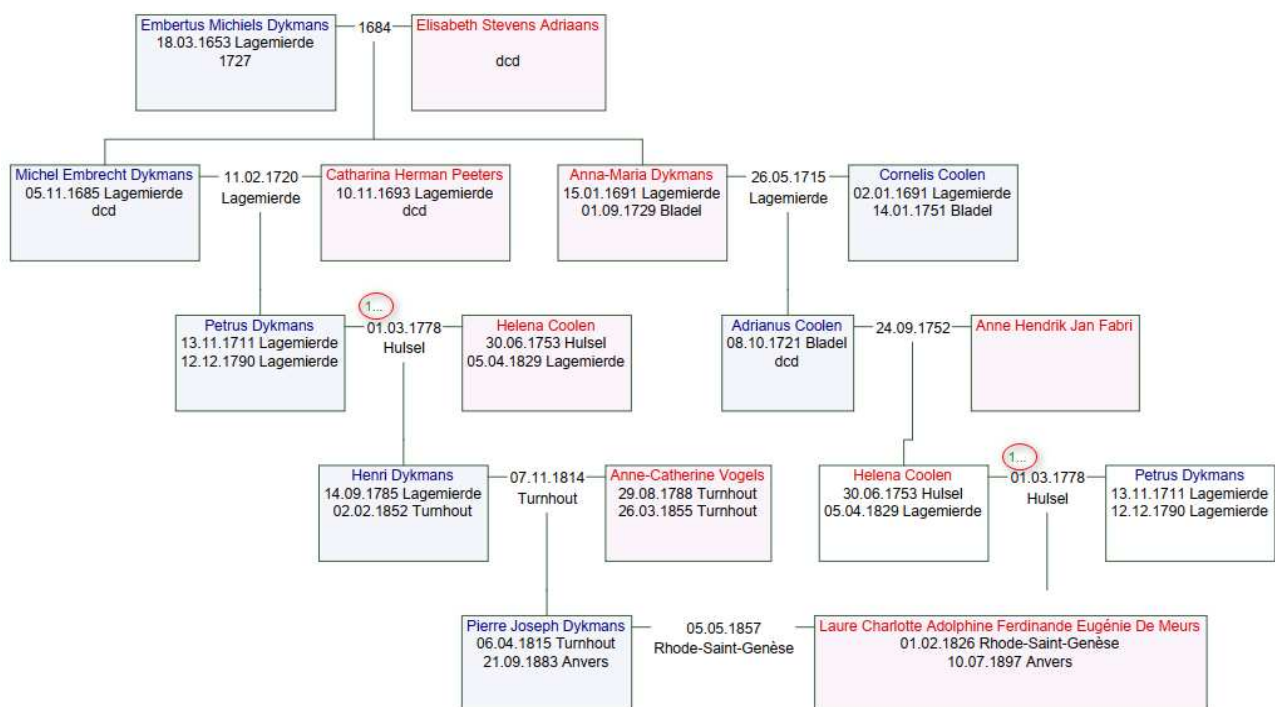 Embertus Michiels Dykmans
18.03.1653 Lagemierde
1727
1684
Elisabeth Stevens Adriaans
dcd
Michel Embrecht Dykmans
05.11.1685 Lagemierde
dcd
11.02.1720
Lagemierde
Catharina Herman Peeters
10.11.1693 Lagemierde
dcd
Anna-Maria Dykmans
15.01.1691 Lagemierde
01.09.1729 Bladel
26.05.1715
Lagemierde
Cornelis Coolen
02.01.1691 Lagemierde
14.01.1751 Bladel
Petrus Dykmans
13.11.1711 Lagemierde
12.12.1790 Lagemierde
1...
01.03.1778
Hulsel
Helena Coolen
30.06.1753 Hulsel
05.04.1829 Lagemierde
Adrianus Coolen
08.10.1721 Bladel
dcd
24.09.1752
Anne Hendrik Jan Fabri
Henri Dykmans
14.09.1785 Lagemierde
02.02.1852 Turnhout
07.11.1814
Turnhout
Anne-Catherine Vogels
29.08.1788 Turnhout
26.03.1855 Turnhout
Helena Coolen
30.06.1753 Hulsel
05.04.1829 Lagemierde
1...
01.03.1778
Hulsel
Petrus Dykmans
13.11.1711 Lagemierde
12.12.1790 Lagemierde
Pierre Joseph Dykmans
06.04.1815 Turnhout
21.09.1883 Anvers
05.05.1857
Rhode-Saint-Genèse
Laure Charlotte Adolphine Ferdinande Eugénie De Meurs
01.02.1826 Rhode-Saint-Genèse
10.07.1897 Anvers